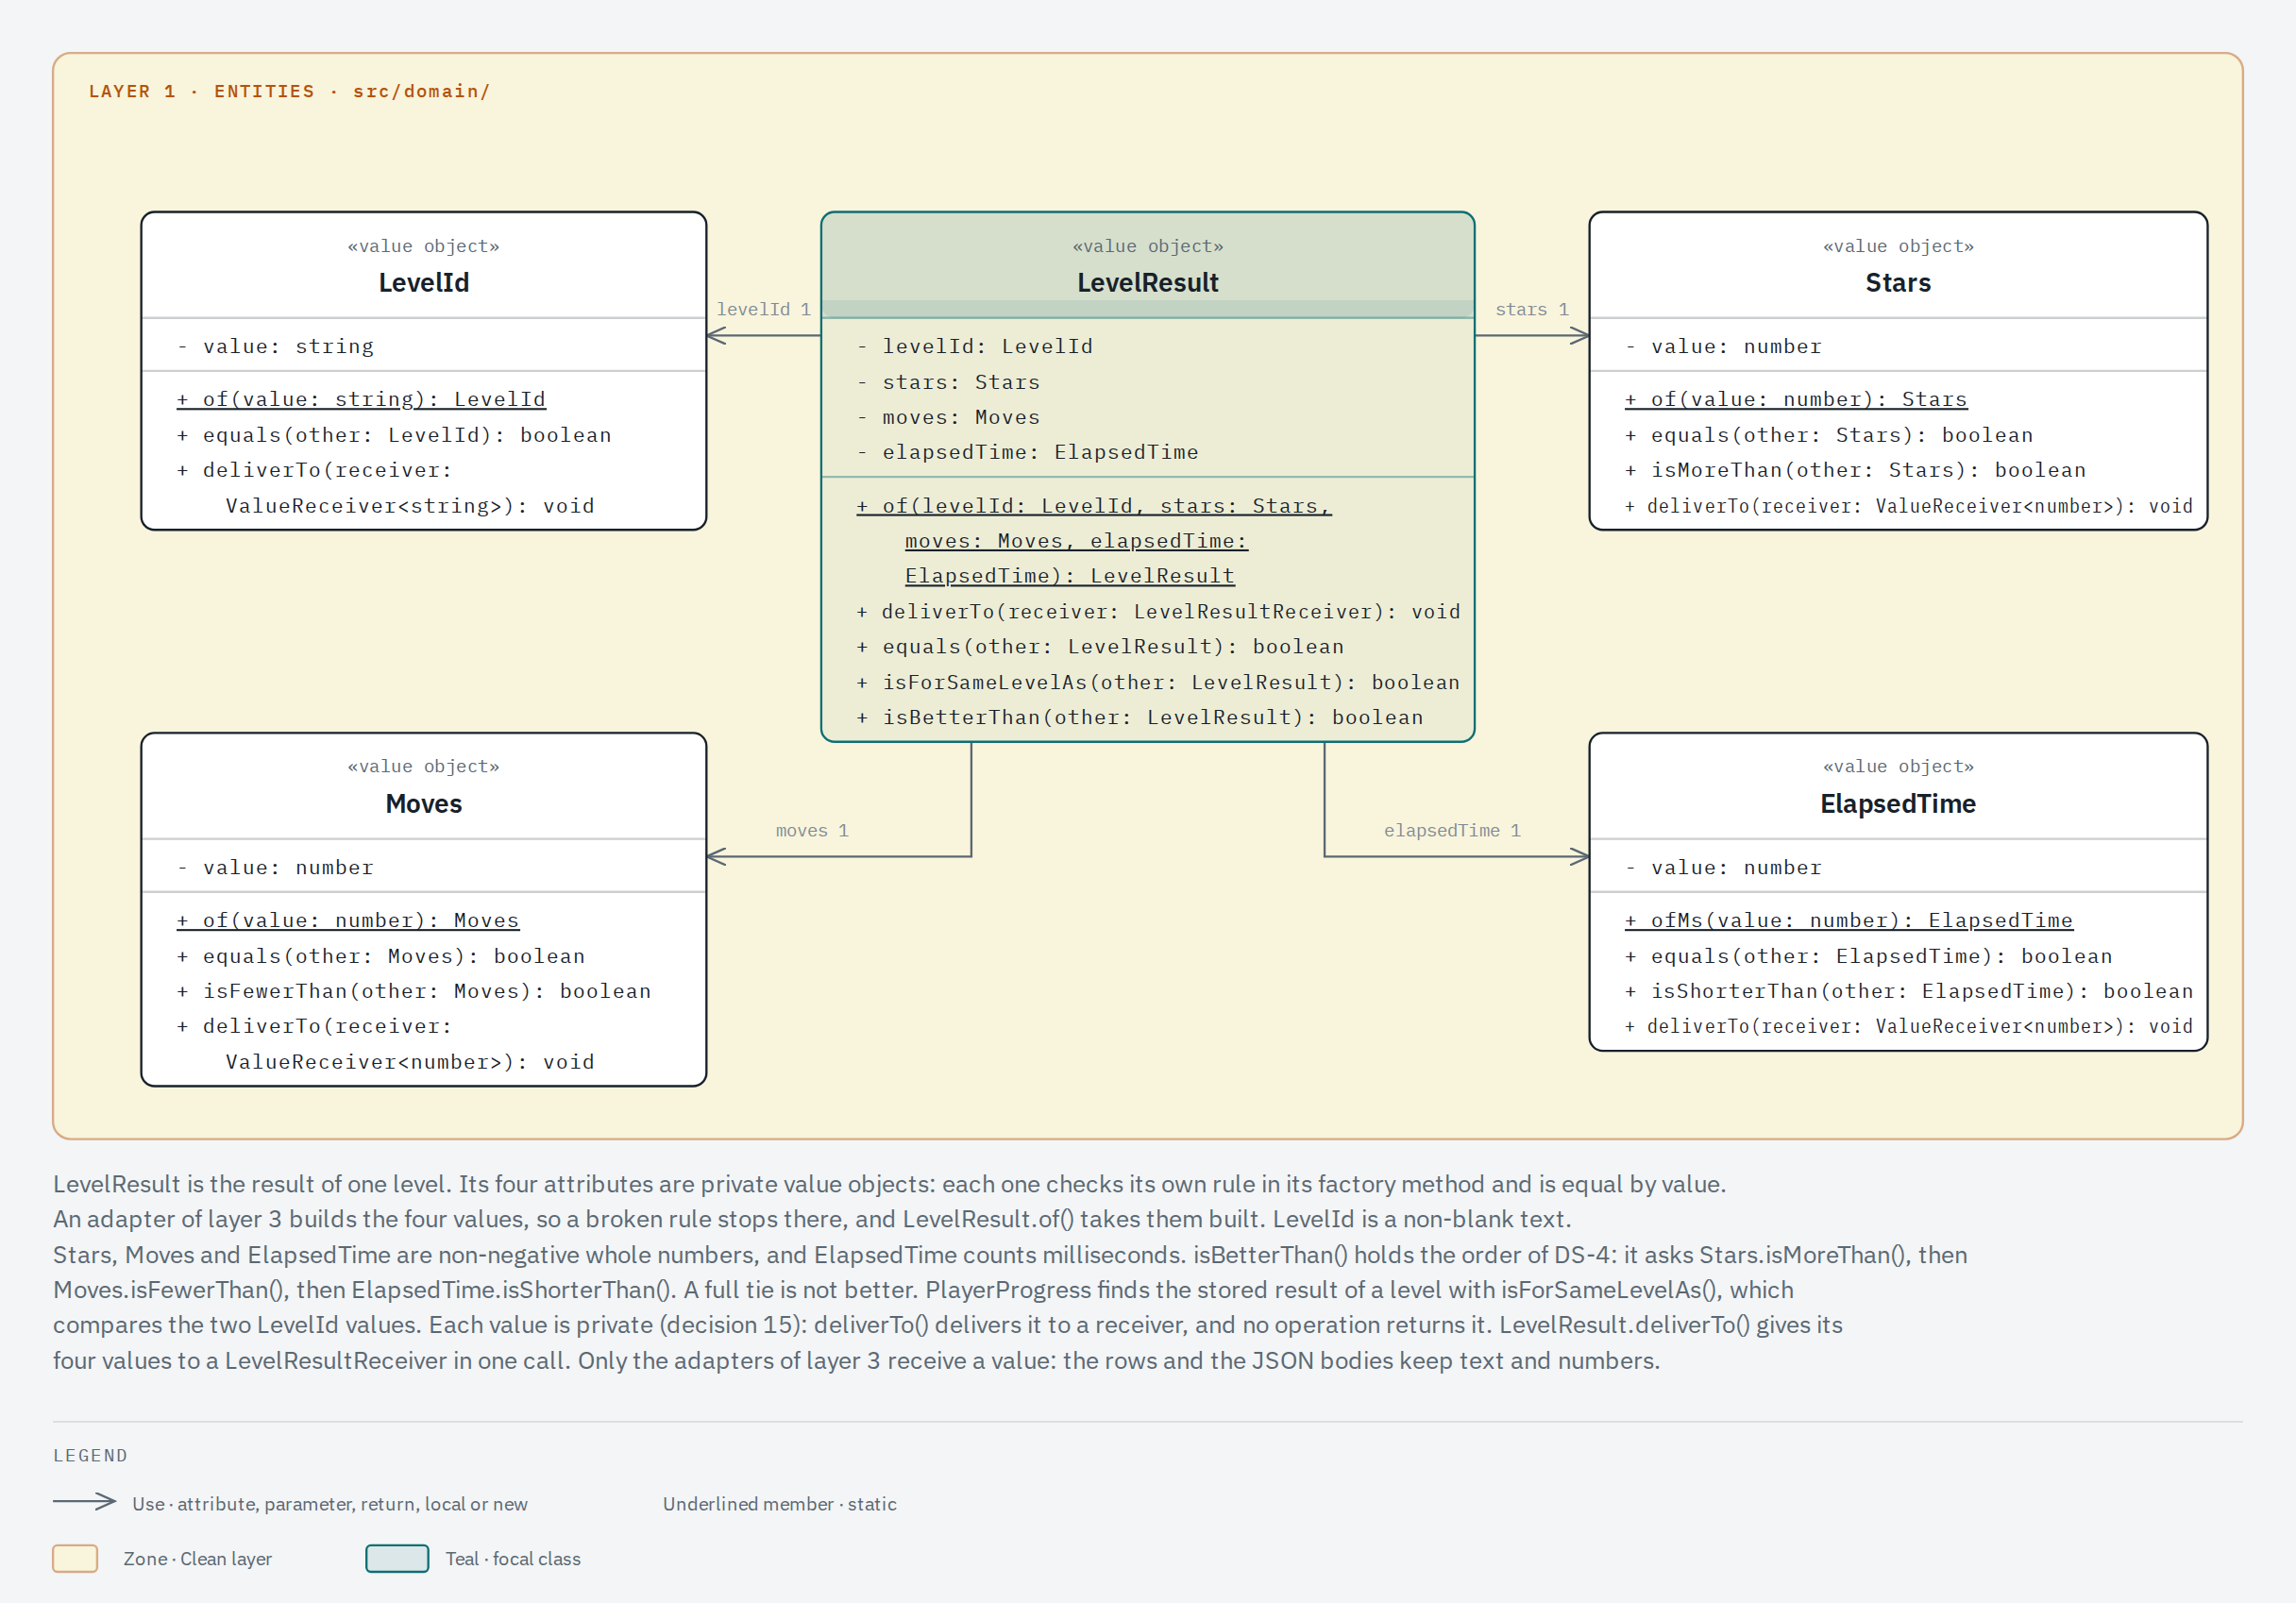 LAYER 1 · ENTITIES · src/domain/
«value object»
LevelId
- value: string
+ of(value: string): LevelId
+ equals(other: LevelId): boolean
+ deliverTo(receiver:
ValueReceiver<string>): void
levelId 1
«value object»
LevelResult
- levelId: LevelId
- stars: Stars
- moves: Moves
- elapsedTime: ElapsedTime
+ of(levelId: LevelId, stars: Stars,
moves: Moves, elapsedTime:
ElapsedTime): LevelResult
+ deliverTo(receiver: LevelResultReceiver): void
+ equals(other: LevelResult): boolean
+ isForSameLevelAs(other: LevelResult): boolean
+ isBetterThan(other: LevelResult): boolean
stars 1
«value object»
Stars
- value: number
+ of(value: number): Stars
+ equals(other: Stars): boolean
+ isMoreThan(other: Stars): boolean
+ deliverTo(receiver: ValueReceiver<number>): void
«value object»
Moves
- value: number
+ of(value: number): Moves
+ equals(other: Moves): boolean
+ isFewerThan(other: Moves): boolean
+ deliverTo(receiver:
ValueReceiver<number>): void
moves 1
elapsedTime 1
«value object»
ElapsedTime
- value: number
+ ofMs(value: number): ElapsedTime
+ equals(other: ElapsedTime): boolean
+ isShorterThan(other: ElapsedTime): boolean
+ deliverTo(receiver: ValueReceiver<number>): void
LevelResult is the result of one level. Its four attributes are private value objects: each one checks its own rule in its factory method and is equal by value.
An adapter of layer 3 builds the four values, so a broken rule stops there, and LevelResult.of() takes them built. LevelId is a non-blank text.
Stars, Moves and ElapsedTime are non-negative whole numbers, and ElapsedTime counts milliseconds. isBetterThan() holds the order of DS-4: it asks Stars.isMoreThan(), then
Moves.isFewerThan(), then ElapsedTime.isShorterThan(). A full tie is not better. PlayerProgress finds the stored result of a level with isForSameLevelAs(), which
compares the two LevelId values. Each value is private (decision 15): deliverTo() delivers it to a receiver, and no operation returns it. LevelResult.deliverTo() gives its
four values to a LevelResultReceiver in one call. Only the adapters of layer 3 receive a value: the rows and the JSON bodies keep text and numbers.
LEGEND
Use · attribute, parameter, return, local or new
Underlined member · static
Zone · Clean layer
Teal · focal class